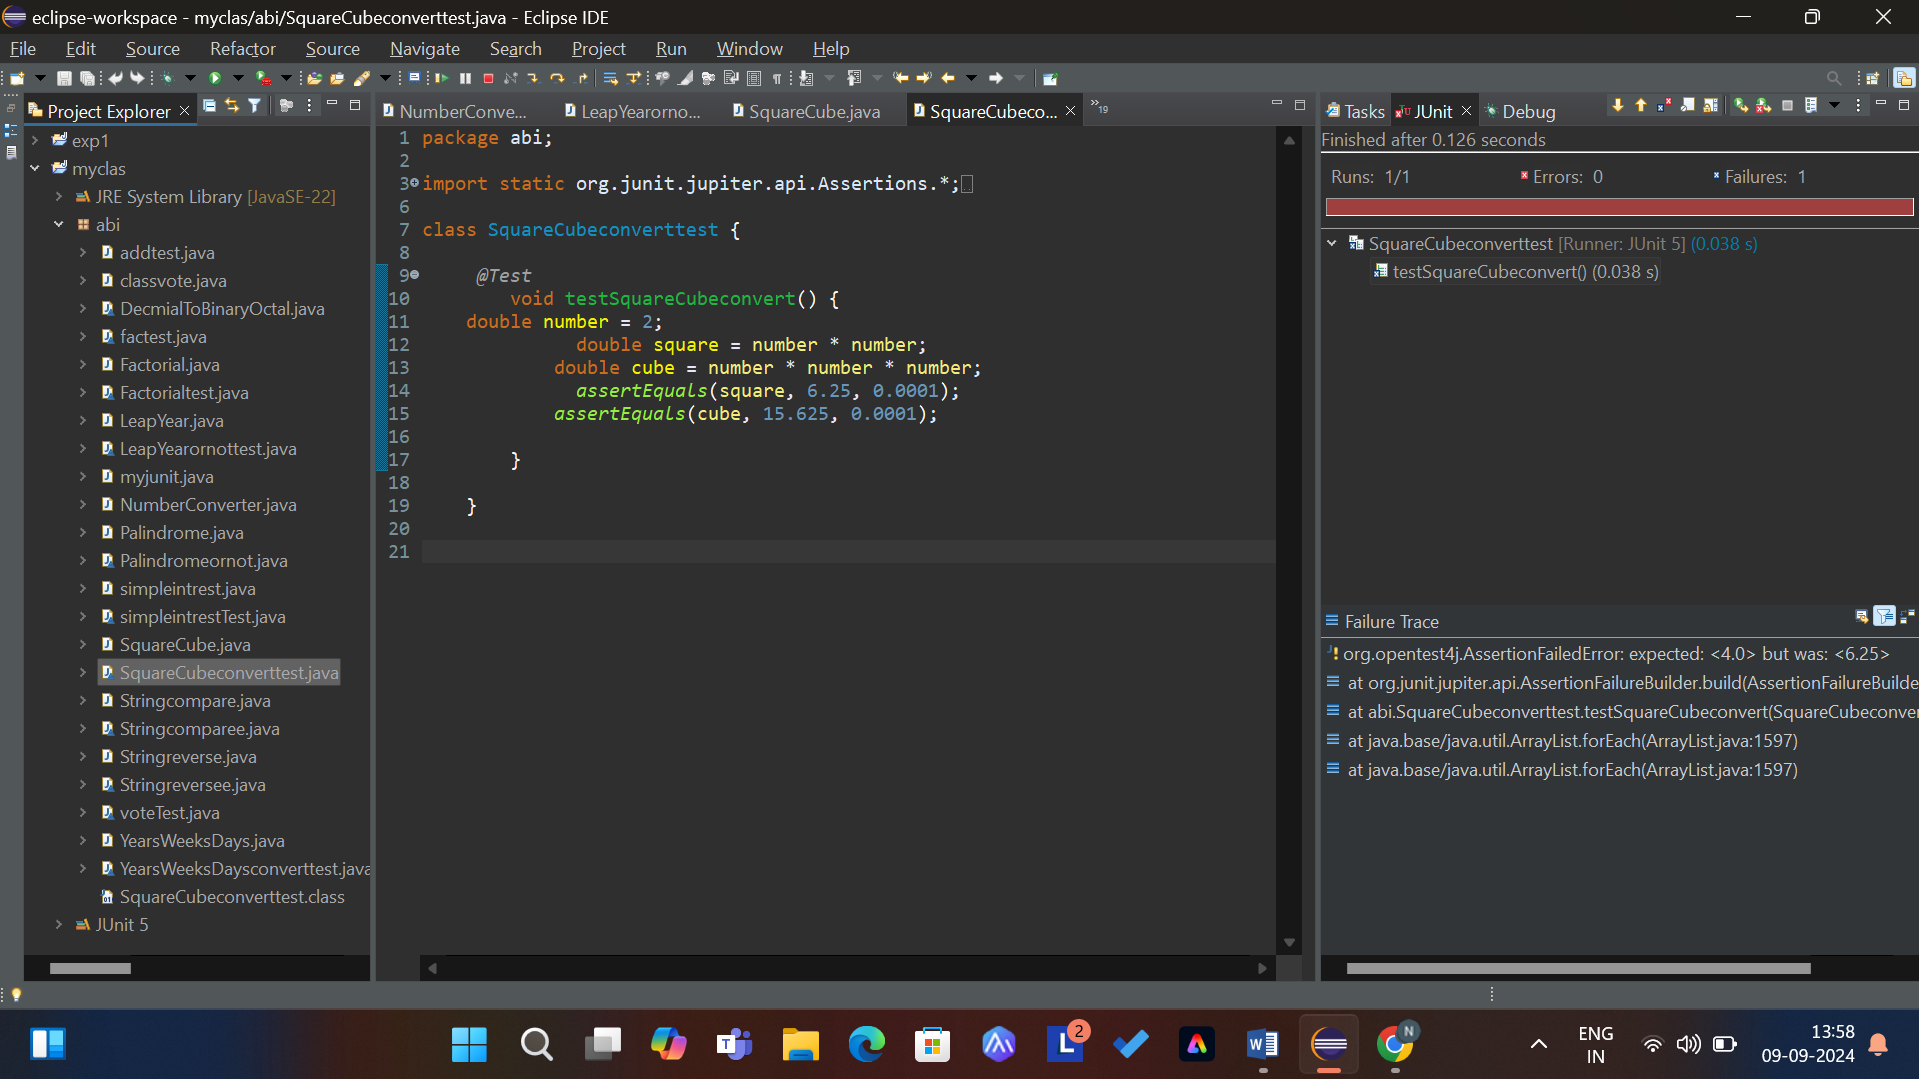 eclipse-workspace - myclas/abi/SquareCubeconverttest.java - Eclipse IDE
File Edit Source Refactor Source Navigate Search Project Run Window Help
Project Explorer
exp1
myclas
JRE System Library [JavaSE-22]
abi
addtest.java
classvote.java
DecmialToBinaryOctal.java
factest.java
Factorial.java
Factorialtest.java
LeapYear.java
LeapYearornottest.java
myjunit.java
NumberConverter.java
Palindrome.java
Palindromeornot.java
simpleintrest.java
simpleintrestTest.java
SquareCube.java
SquareCubeconverttest.java
Stringcompare.java
Stringcomparee.java
Stringreverse.java
Stringreversee.java
voteTest.java
YearsWeeksDays.java
YearsWeeksDaysconverttest.java
SquareCubeconverttest.class
JUnit 5
NumberConve... LeapYearorno... SquareCube.java SquareCubeco... »19
1 package abi;
2
3 import static org.junit.jupiter.api.Assertions.*;
6
7 class SquareCubeconverttest {
8
9 @Test
10 void testSquareCubeconvert() {
11 double number = 2;
12 double square = number * number;
13 double cube = number * number * number;
14 assertEquals(square, 6.25, 0.0001);
15 assertEquals(cube, 15.625, 0.0001);
16
17 }
18
19 }
20
21
Tasks JUnit Debug
Finished after 0.126 seconds
Runs: 1/1 Errors: 0 Failures: 1
SquareCubeconverttest [Runner: JUnit 5] (0.038 s)
testSquareCubeconvert() (0.038 s)
Failure Trace
org.opentest4j.AssertionFailedError: expected: <4.0> but was: <6.25>
at org.junit.jupiter.api.AssertionFailureBuilder.build(AssertionFailureBuilde
at abi.SquareCubeconverttest.testSquareCubeconvert(SquareCubeconver
at java.base/java.util.ArrayList.forEach(ArrayList.java:1597)
at java.base/java.util.ArrayList.forEach(ArrayList.java:1597)
2
N
ENG
IN
13:58
09-09-2024